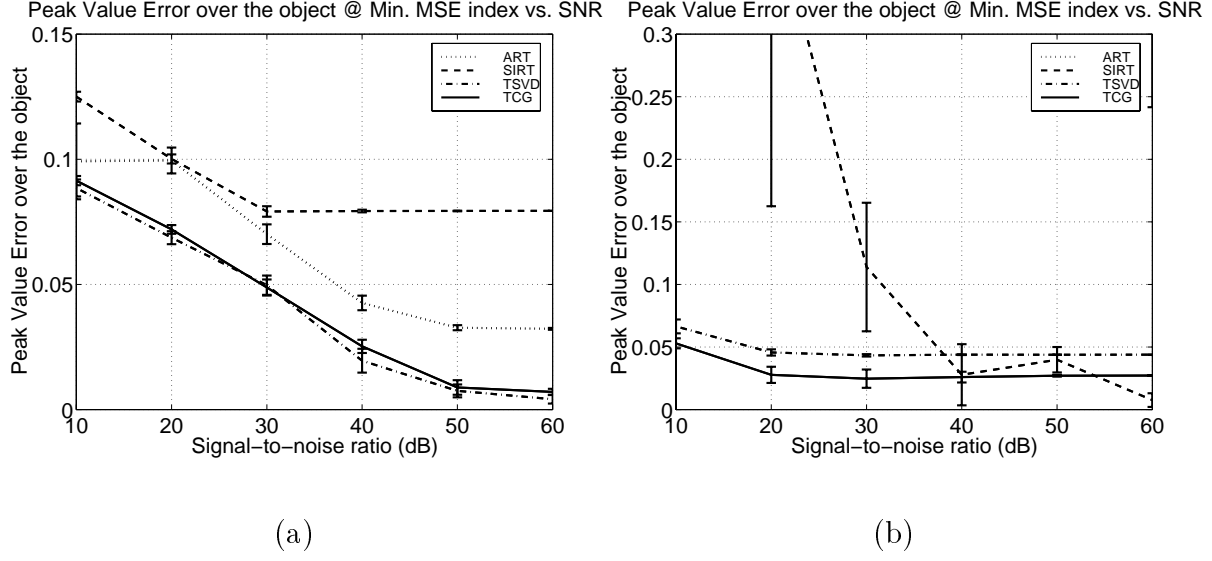 Peak Value Error over the object @ Min. MSE index vs. SNR
0.15
0.1
0.05
0
Peak Value Error over the object
ART
SIRT
TSVD
TCG
10 20 30 40 50 60
Signal−to−noise ratio (dB)
(a)
Peak Value Error over the object @ Min. MSE index vs. SNR
0.3
0.25
0.2
0.15
0.1
0.05
0
Peak Value Error over the object
ART
SIRT
TSVD
TCG
10 20 30 40 50 60
Signal−to−noise ratio (dB)
(b)